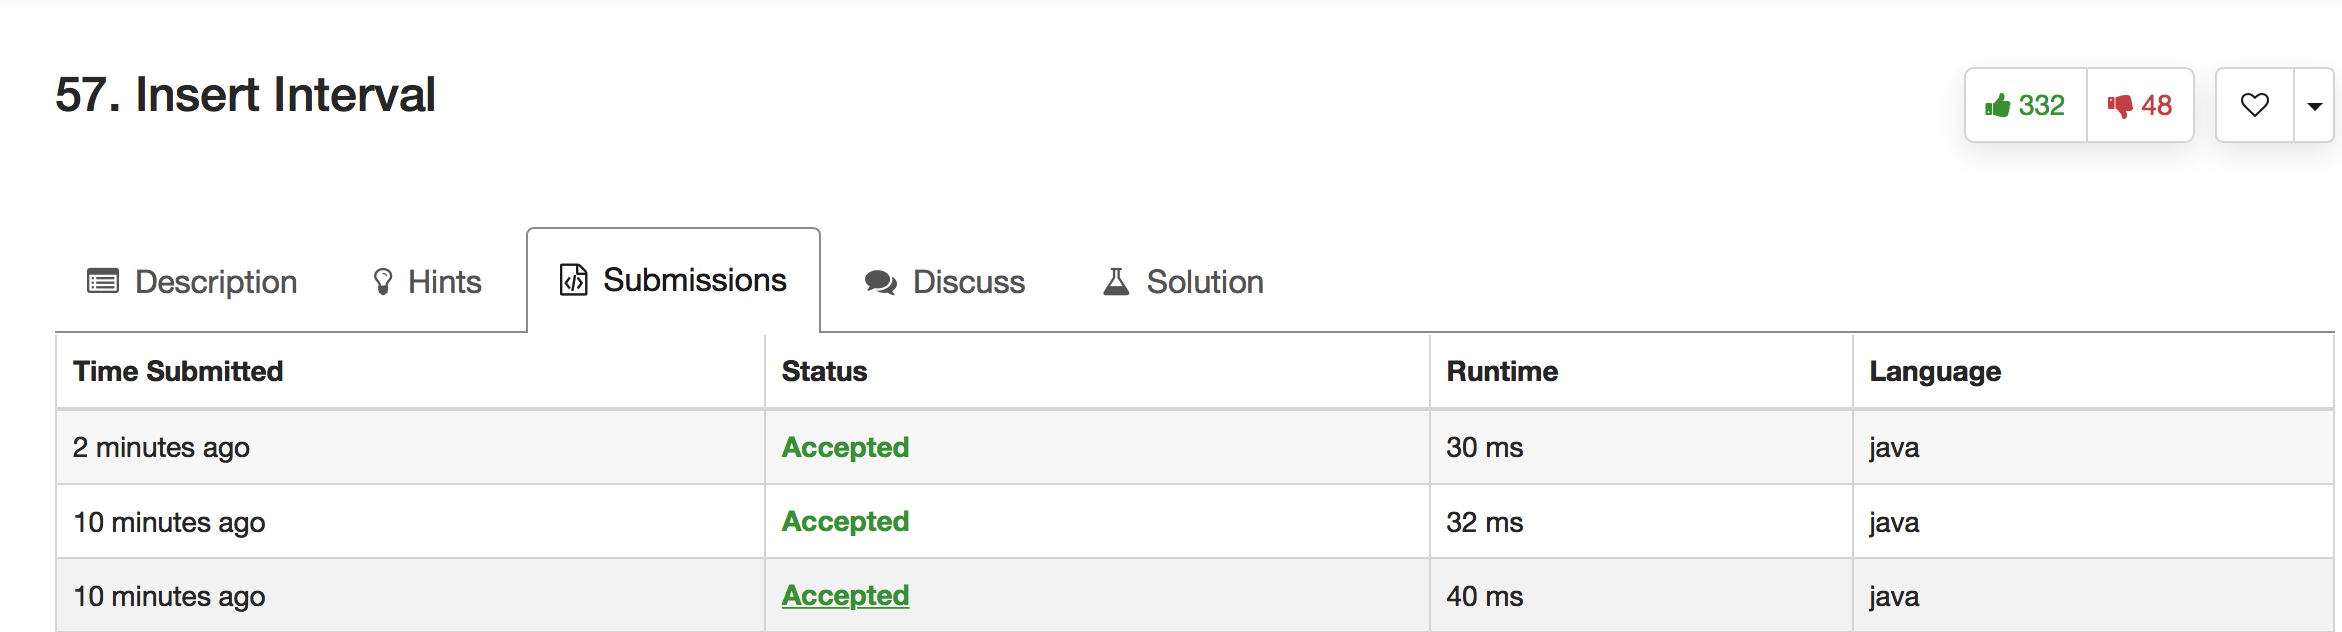 57. Insert Interval
332 48
Description Hints Submissions Discuss Solution
Time Submitted Status Runtime Language
2 minutes ago Accepted 30 ms java
10 minutes ago Accepted 32 ms java
10 minutes ago Accepted 40 ms java